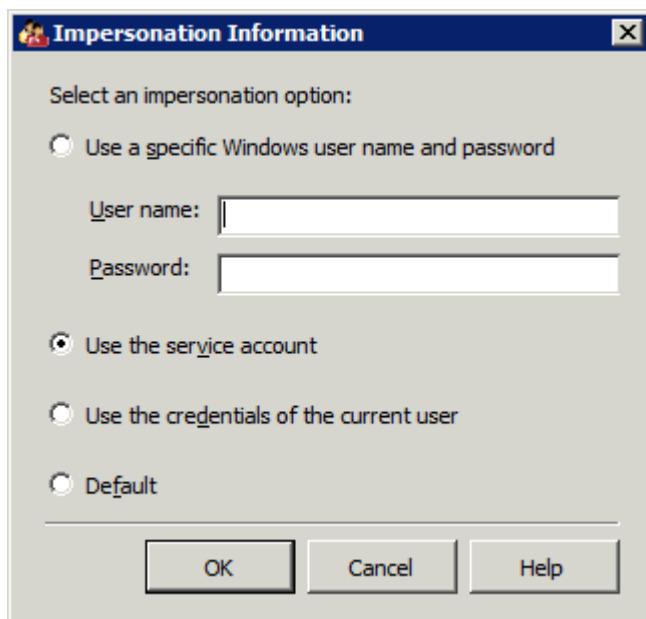 Impersonation Information
Select an impersonation option:
Use a specific Windows user name and password
User name:
Password:
Use the service account
Use the credentials of the current user
Default
OK Cancel Help